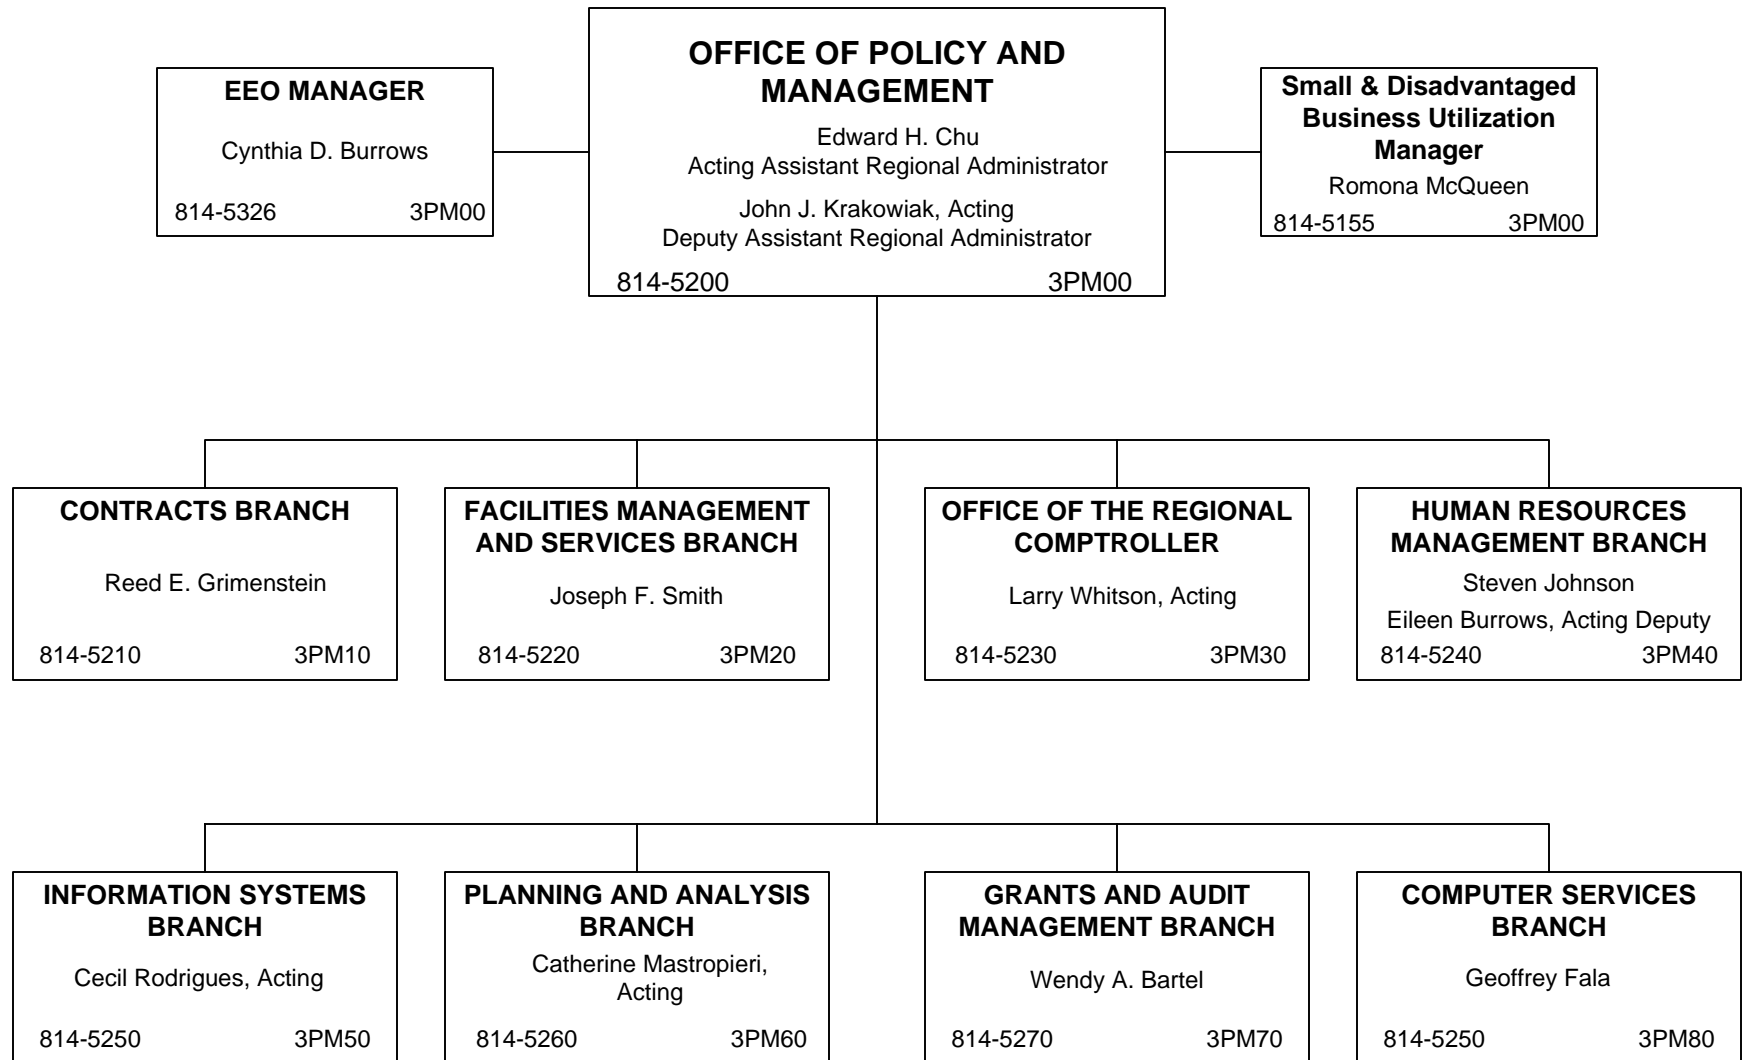 OFFICE OF POLICY AND
MANAGEMENT
Edward H. Chu
Acting Assistant Regional Administrator
John J. Krakowiak, Acting
Deputy Assistant Regional Administrator
814-5200 3PM00
EEO MANAGER
Cynthia D. Burrows
814-5326 3PM00
Small & Disadvantaged
Business Utilization
Manager
Romona McQueen
814-5155 3PM00
CONTRACTS BRANCH
Reed E. Grimenstein
814-5210 3PM10
FACILITIES MANAGEMENT
AND SERVICES BRANCH
Joseph F. Smith
814-5220 3PM20
OFFICE OF THE REGIONAL
COMPTROLLER
Larry Whitson, Acting
814-5230 3PM30
HUMAN RESOURCES
MANAGEMENT BRANCH
Steven Johnson
Eileen Burrows, Acting Deputy
814-5240 3PM40
INFORMATION SYSTEMS
BRANCH
Cecil Rodrigues, Acting
814-5250 3PM50
PLANNING AND ANALYSIS
BRANCH
Catherine Mastropieri,
Acting
814-5260 3PM60
GRANTS AND AUDIT
MANAGEMENT BRANCH
Wendy A. Bartel
814-5270 3PM70
COMPUTER SERVICES
BRANCH
Geoffrey Fala
814-5250 3PM80